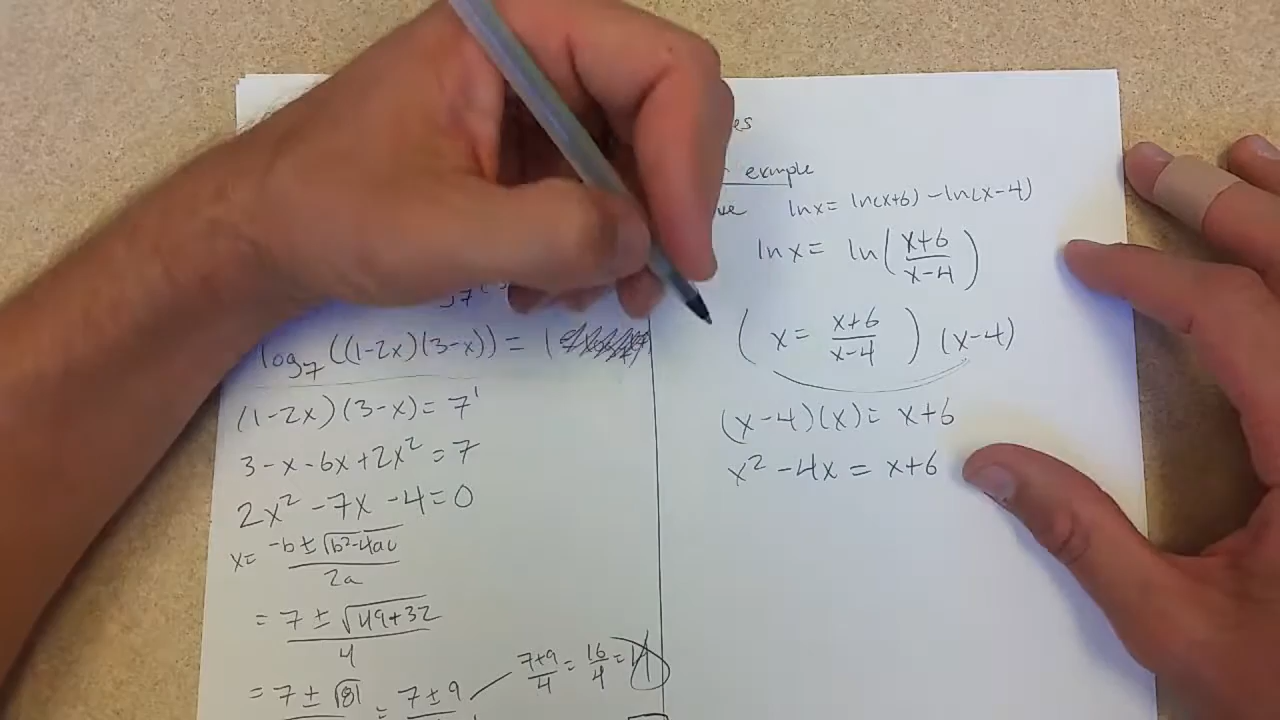 log₇((1-2x)(3-x)) = 1
(1-2x)(3-x) = 7¹
3 - x - 6x + 2x² = 7
2x² - 7x - 4 = 0
x = (-b ± √(b²-4ac))/2a
= (7 ± √(49+32))/4
= (7 ± √81) = (7 ± 9)
(7+9)/4 = 16/4 = 4
example
ln x = ln(x+6) - ln(x-4)
ln x = ln((x+6)/(x-4))
(x = (x+6)/(x-4)) (x-4)
(x-4)(x) = x+6
x² - 4x = x+6